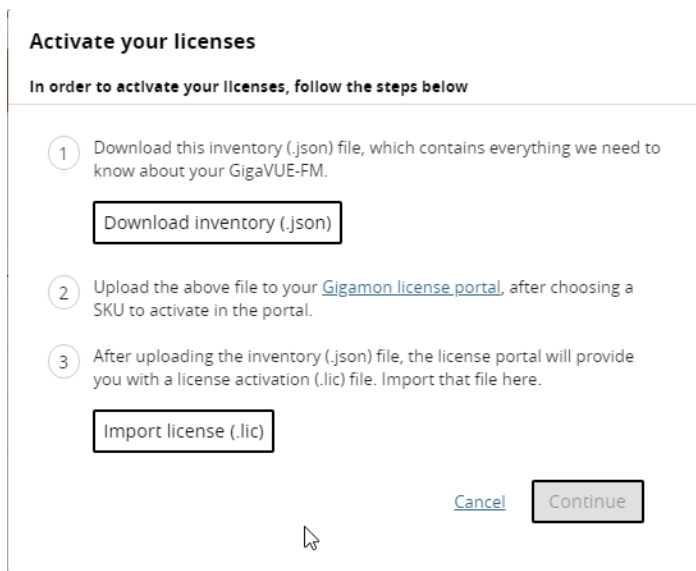 Activate your licenses
In order to activate your licenses, follow the steps below
1
Download this inventory (.json) file, which contains everything we need to
know about your GigaVUE-FM.
Download inventory (.json)
2
Upload the above file to your Gigamon license portal, after choosing a
SKU to activate in the portal.
3
After uploading the inventory (.json) file, the license portal will provide
you with a license activation (.lic) file. Import that file here.
Import license (.lic)
Cancel
Continue